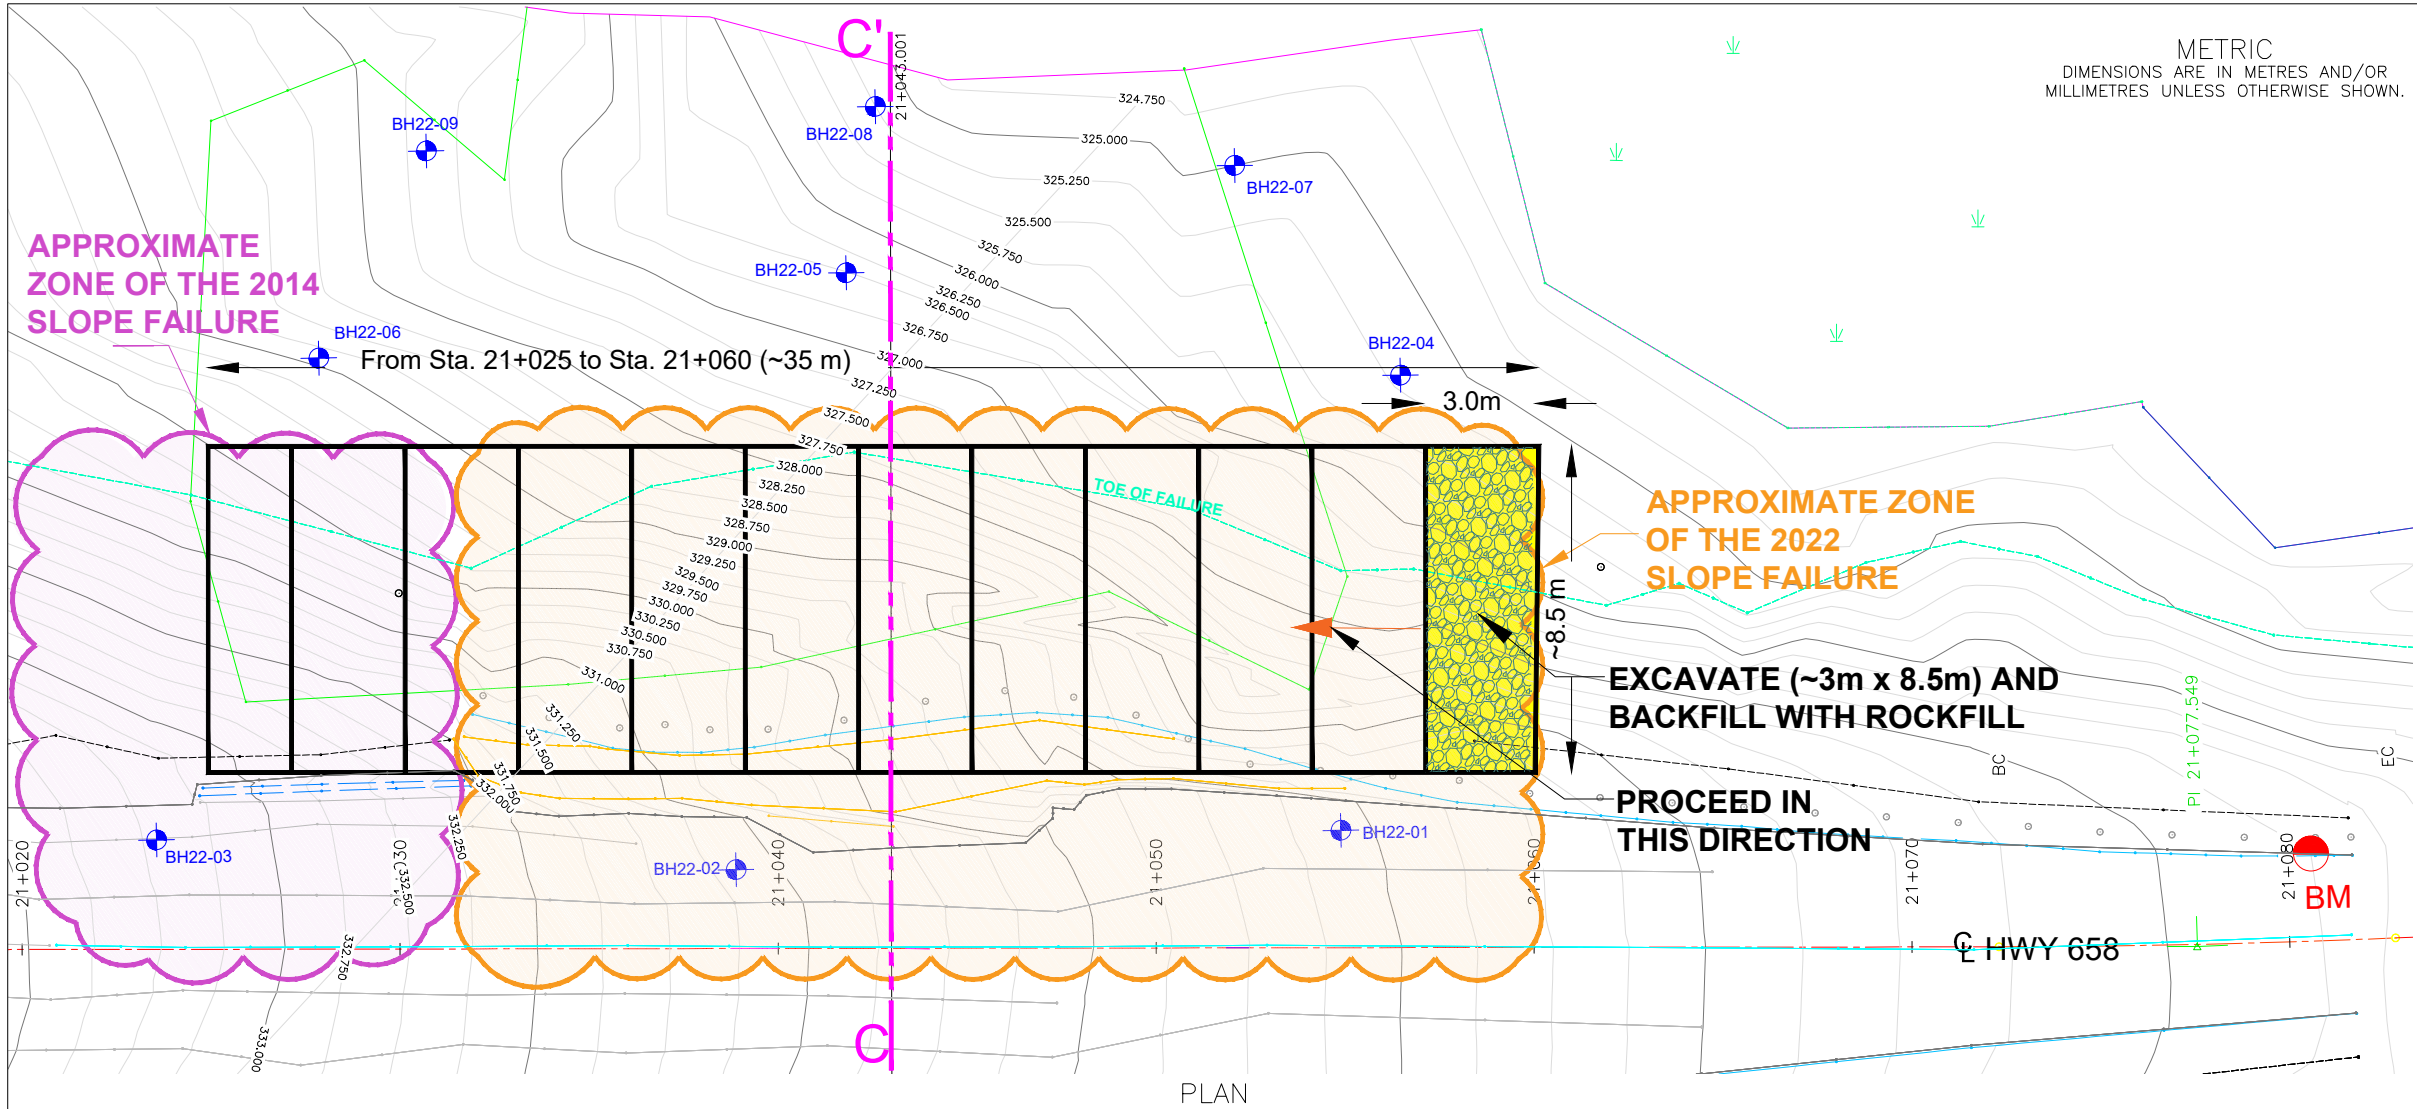 METRIC
DIMENSIONS ARE IN METRES AND/OR
MILLIMETRES UNLESS OTHERWISE SHOWN.
C'
21+043.001
BH22-09
BH22-08
BH22-07
BH22-05
BH22-06
BH22-04
324.750
325.000
325.250
325.500
325.750
326.000
326.250
326.500
326.750
327.000
327.250
327.500
327.750
328.000
328.250
328.500
328.750
329.000
329.250
329.500
329.750
330.000
330.250
330.500
330.750
331.000
331.250
331.500
331.750
332.000
332.250
332.500
332.750
333.000
APPROXIMATE
ZONE OF THE 2014
SLOPE FAILURE
From Sta. 21+025 to Sta. 21+060 (~35 m)
3.0m
TOE OF FAILURE
APPROXIMATE ZONE
OF THE 2022
SLOPE FAILURE
~8.5 m
EXCAVATE (~3m x 8.5m) AND
BACKFILL WITH ROCKFILL
PROCEED IN
THIS DIRECTION
PI 21+077.549
BC
EC
BH22-03
BH22-02
BH22-01
21+020
21+040
21+050
21+060
21+070
21+080
BM
CL HWY 658
C
PLAN